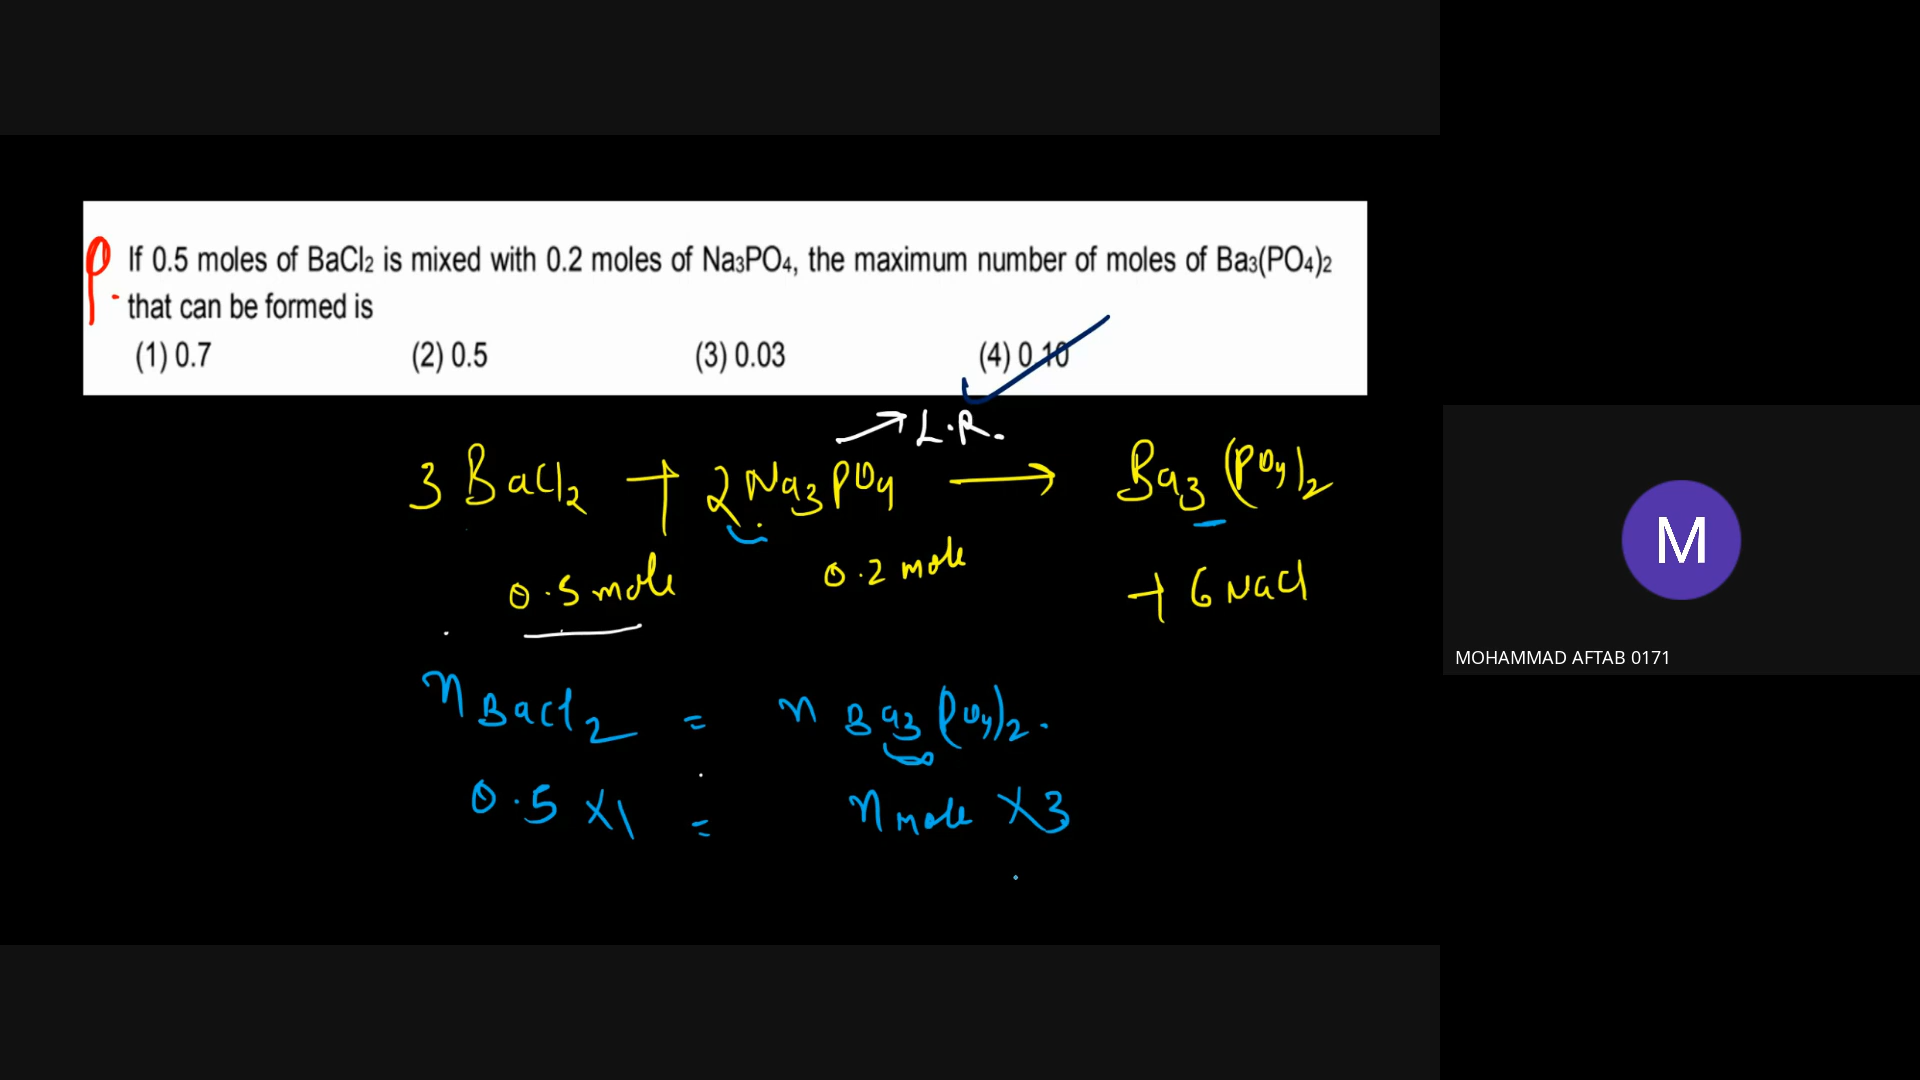 If 0.5 moles of BaCl2 is mixed with 0.2 moles of Na3PO4, the maximum number of moles of Ba3(PO4)2
that can be formed is
(1) 0.7 (2) 0.5 (3) 0.03 (4) 0.10
→ L.R.
3 BaCl2 + 2Na3PO4 → Ba3(PO4)2
0.5 mole 0.2 mole + 6 NaCl
n BaCl2 = n Ba3(PO4)2.
0.5 x1 = n mole x3
M
MOHAMMAD AFTAB 0171